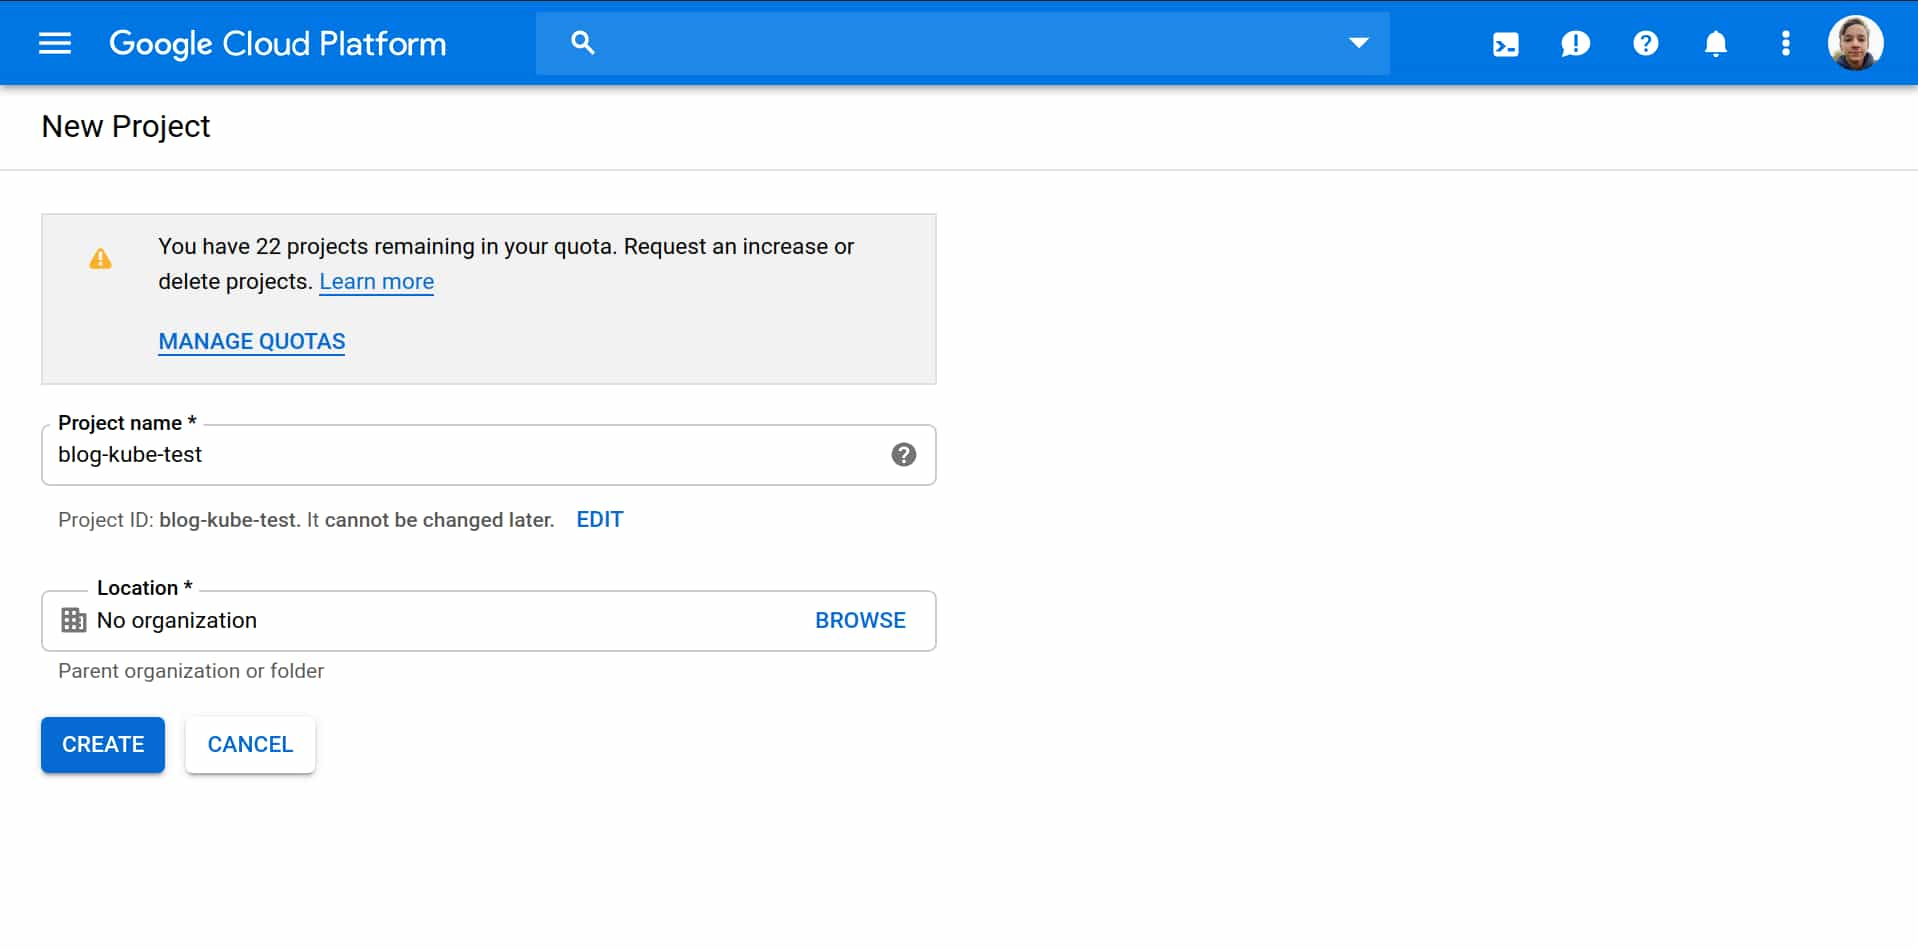 Google Cloud Platform
New Project
You have 22 projects remaining in your quota. Request an increase or
delete projects. Learn more
MANAGE QUOTAS
Project name *
blog-kube-test
Project ID: blog-kube-test. It cannot be changed later. EDIT
Location *
No organization BROWSE
Parent organization or folder
CREATE CANCEL